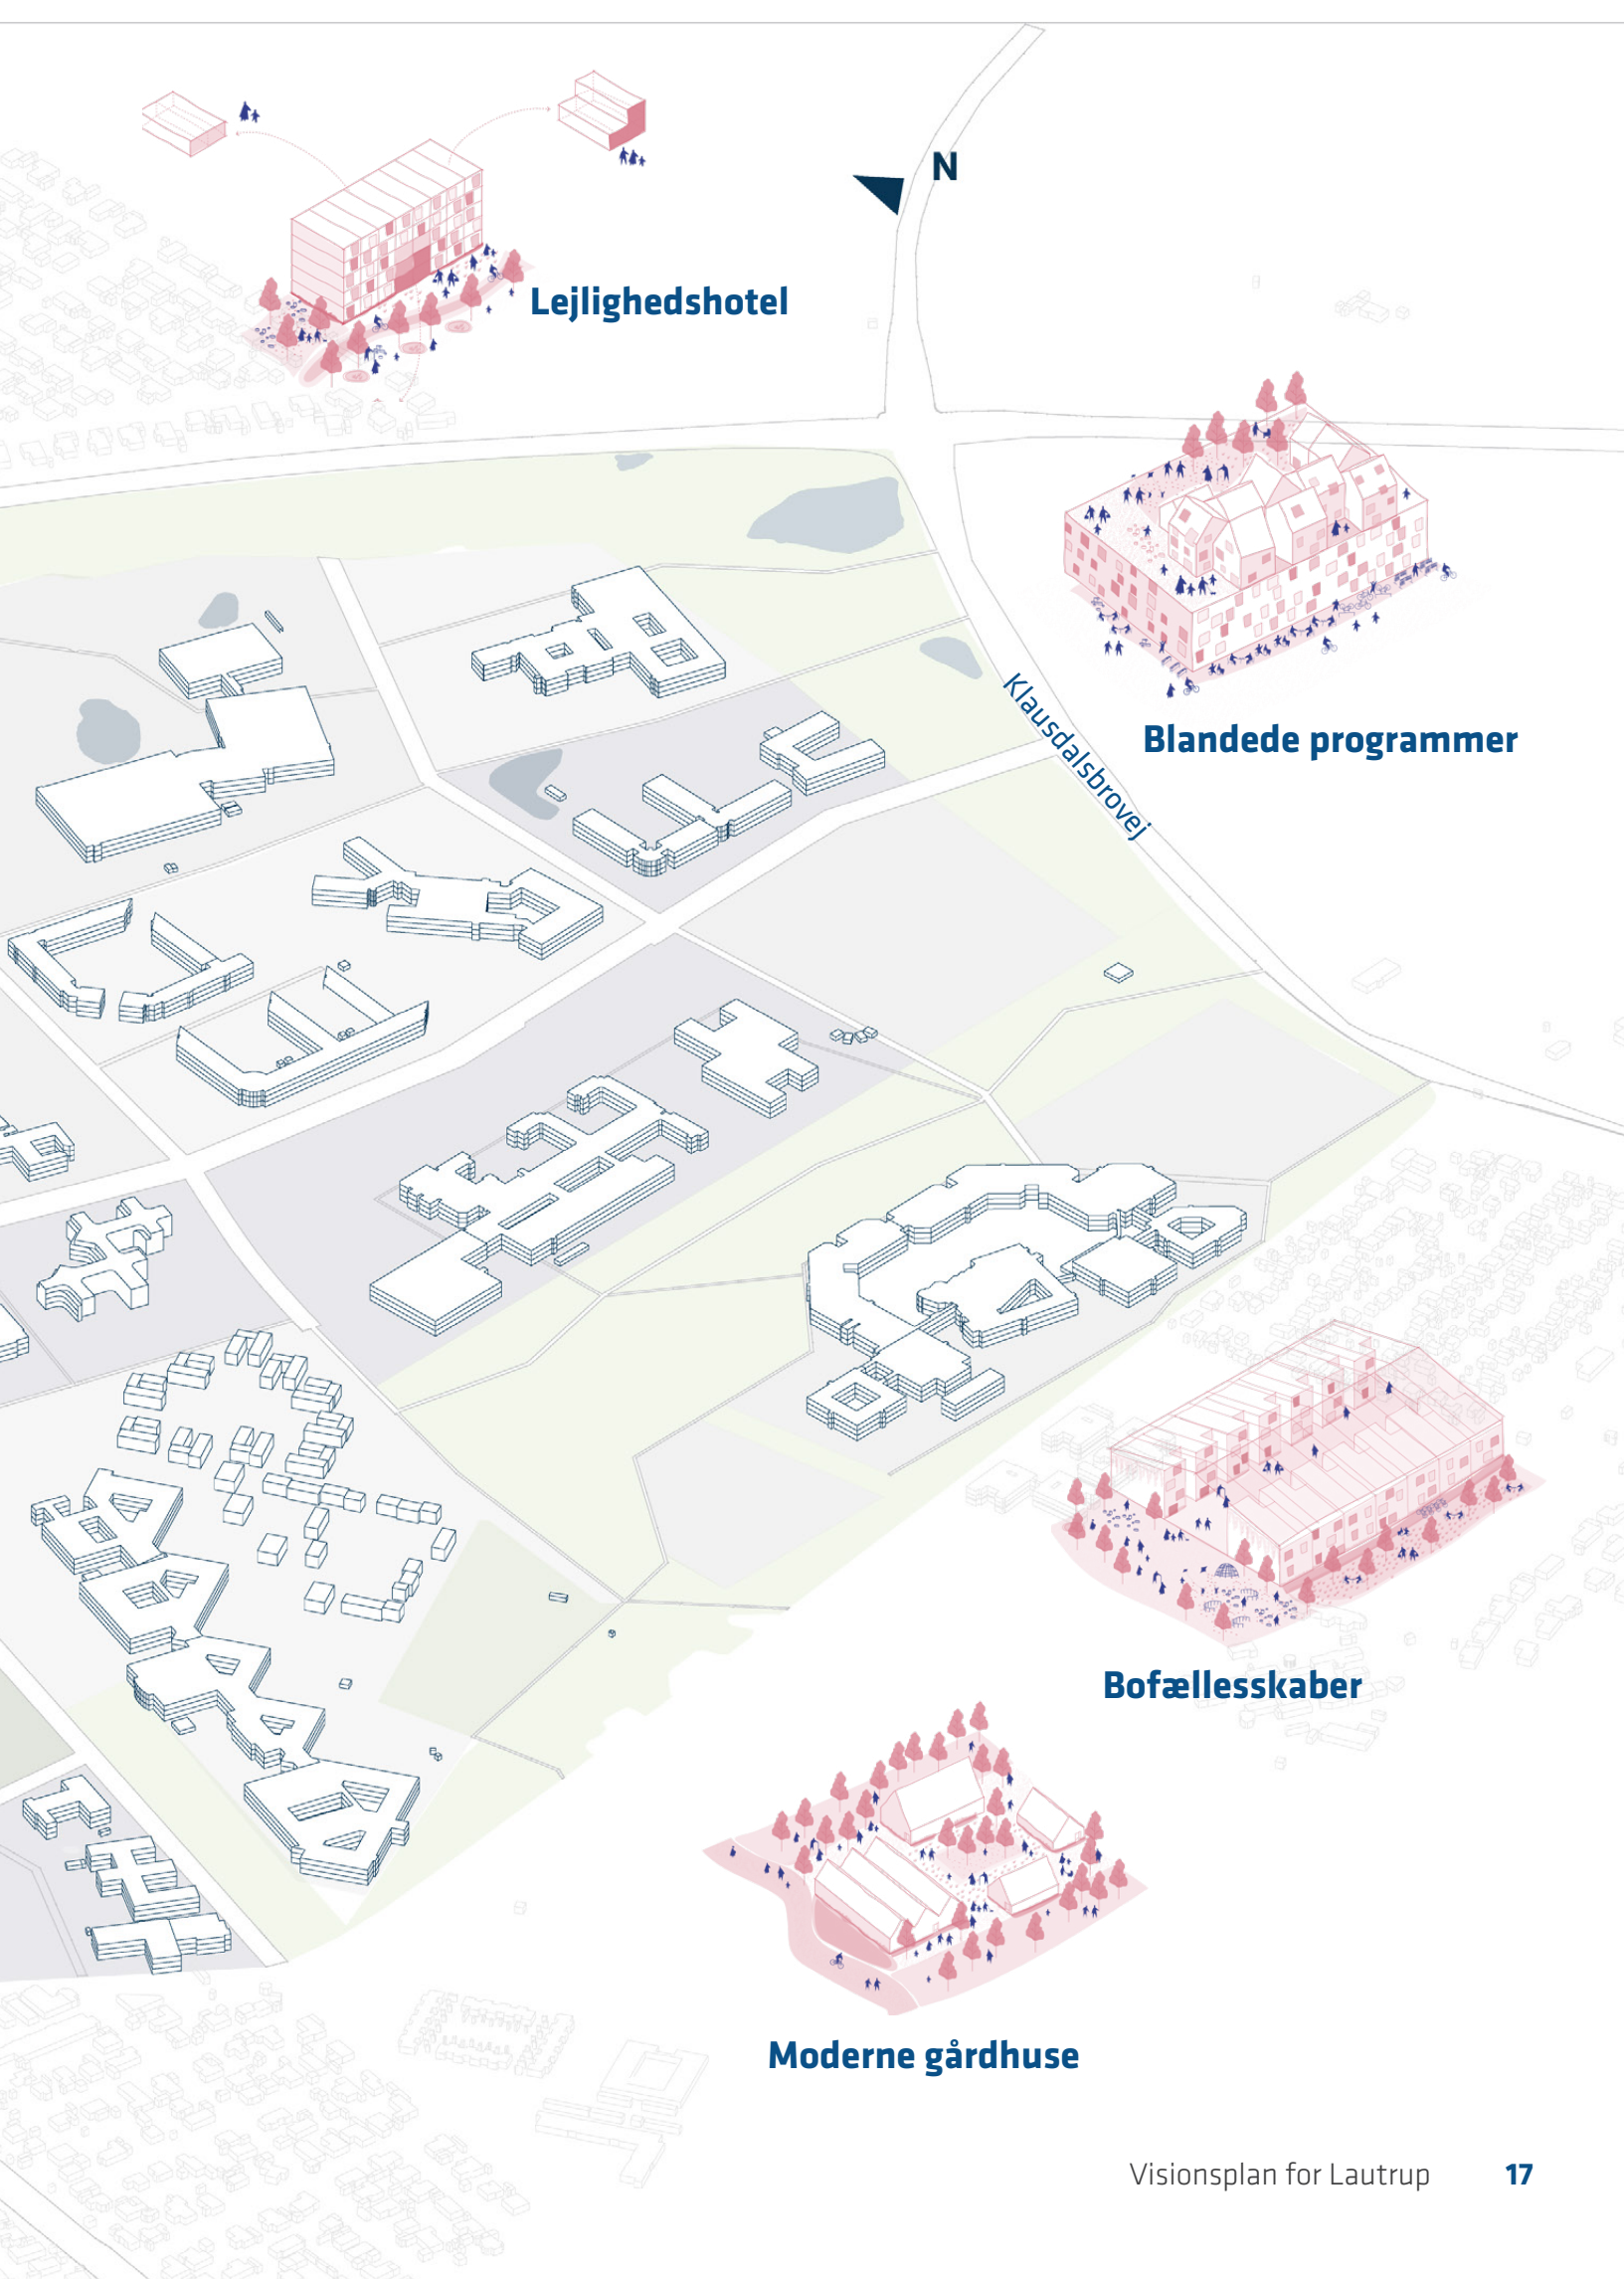 N
Lejlighedshotel
Klausdalsbrovej
Blandede programmer
Bofællesskaber
Moderne gårdhuse
Visionsplan for Lautrup 17